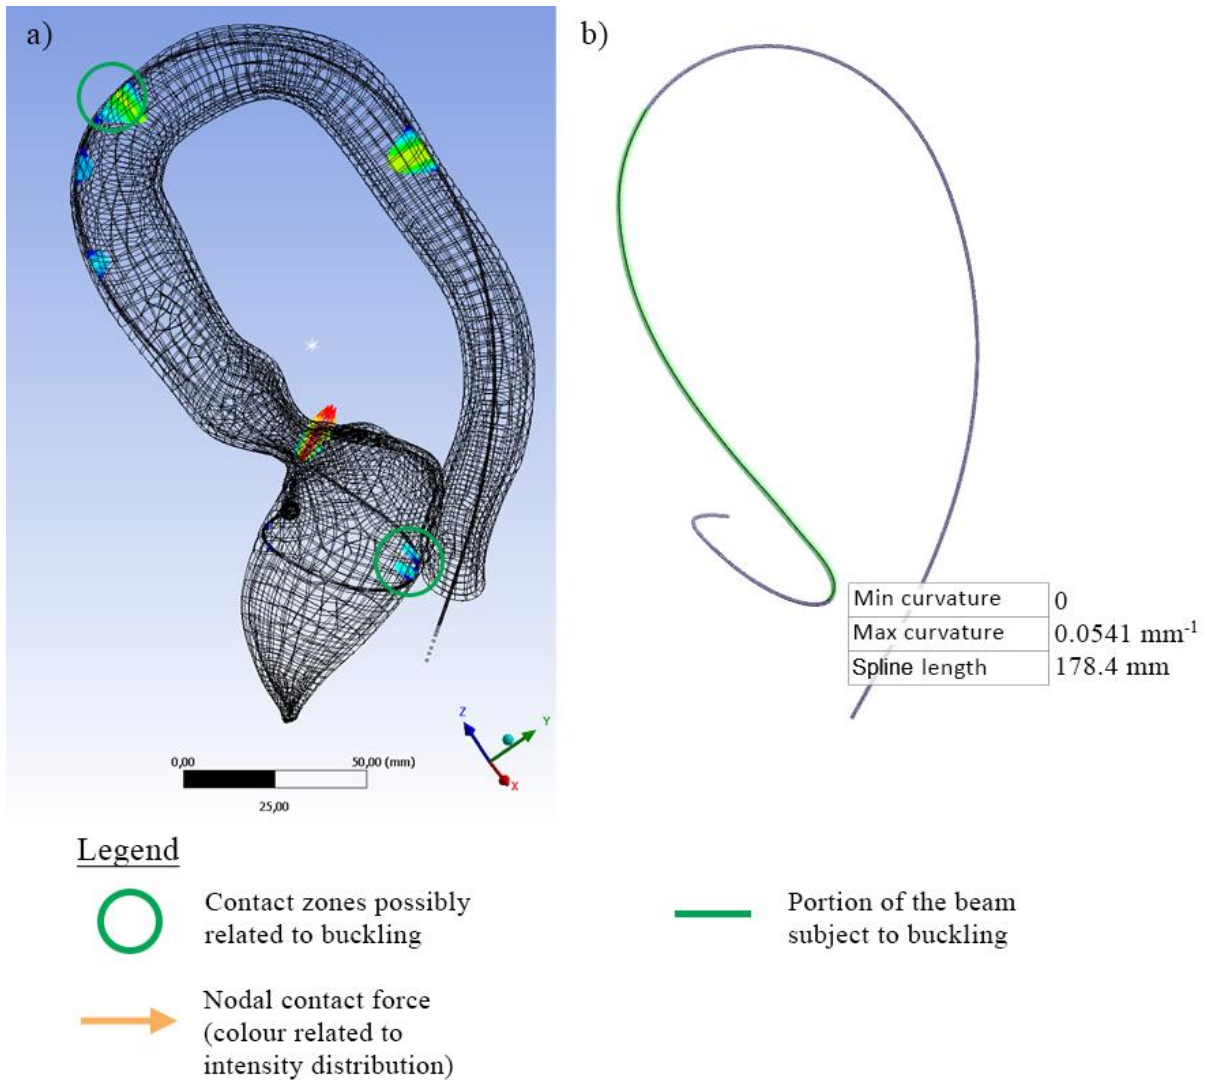 a)
b)
Min curvature 0
Max curvature 0.0541 mm⁻¹
Spline length 178.4 mm
Z
Y
X
0,00 50,00 (mm)
25,00
Legend
Contact zones possibly
related to buckling
Portion of the beam
subject to buckling
Nodal contact force
(colour related to
intensity distribution)